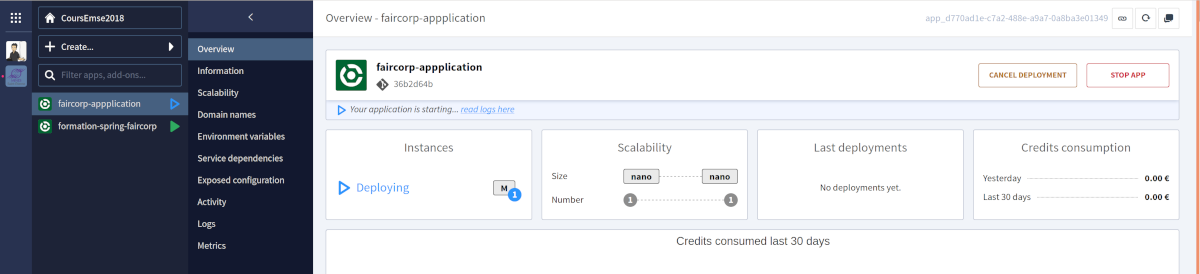 CoursEmse2018
Create...
Filter apps, add-ons...
faircorp-appplication
formation-spring-faircorp
Overview
Information
Scalability
Domain names
Environment variables
Service dependencies
Exposed configuration
Activity
Logs
Metrics
Overview - faircorp-appplication
app_d770ad1e-c7a2-488e-a9a7-0a8ba3e01349
faircorp-appplication
36b2d64b
CANCEL DEPLOYMENT
STOP APP
Your application is starting... read logs here
Instances
Deploying
M
1
Scalability
Size nano nano
Number 1 1
Last deployments
No deployments yet.
Credits consumption
Yesterday 0.00 €
Last 30 days 0.00 €
Credits consumed last 30 days